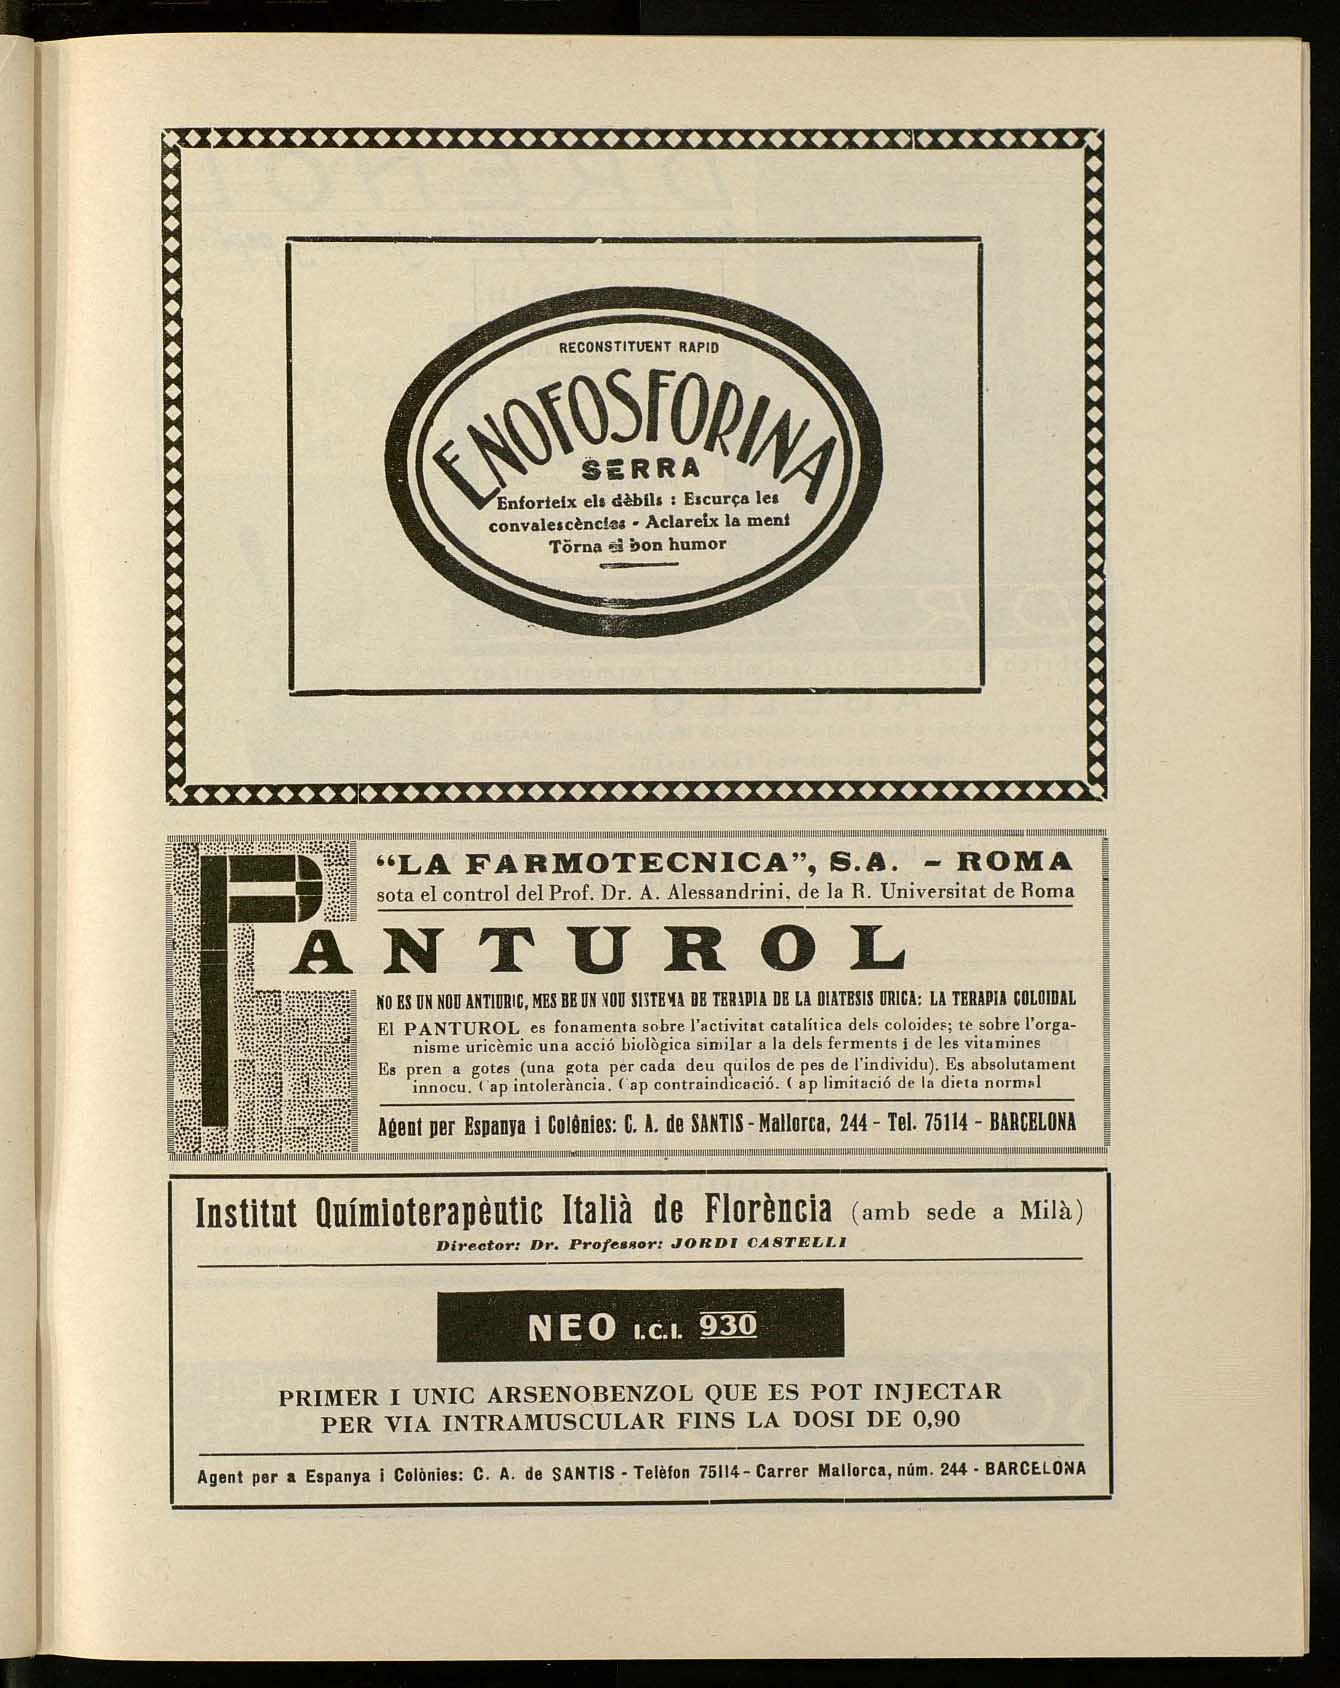 RECONSTITUENT RAPID
ENOFOSFORINA
SERRA
Enforteix els dèbils : Escurça les
convalescències - Aclareix la ment
Torna el bon humor
“LA FARMOTECNICA”, S.A. - ROMA
sota el control del Prof. Dr. A. Alessandrini, de la R. Universitat de Roma
PANTUROL
NO ES UN NOU ANTIURIC, MES BE UN NOU SISTEMA DE TERAPIA DE LA DIATESIS URICA: LA TERAPIA COLOIDAL
El PANTUROL es fonamenta sobre l'activitat catalítica dels coloides; te sobre l'orga-
nisme uricèmic una acció biològica similar a la dels ferments i de les vitamines
Es pren a gotes (una gota per cada deu quilos de pes de l'individu). Es absolutament
innocu. Cap intolerància. Cap contraindicació. Cap limitació de la dieta normal
Agent per Espanya i Colònies: C. A. de SANTIS - Mallorca, 244 - Tel. 75114 - BARCELONA
Institut Químioterapèutic Italià de Florència (amb sede a Milà)
Director: Dr. Professor: JORDI CASTELLI
NEO I.C.I. 930
PRIMER I UNIC ARSENOBENZOL QUE ES POT INJECTAR
PER VIA INTRAMUSCULAR FINS LA DOSI DE 0,90
Agent per a Espanya i Colònies: C. A. de SANTIS - Telèfon 75114 - Carrer Mallorca, núm. 244 - BARCELONA